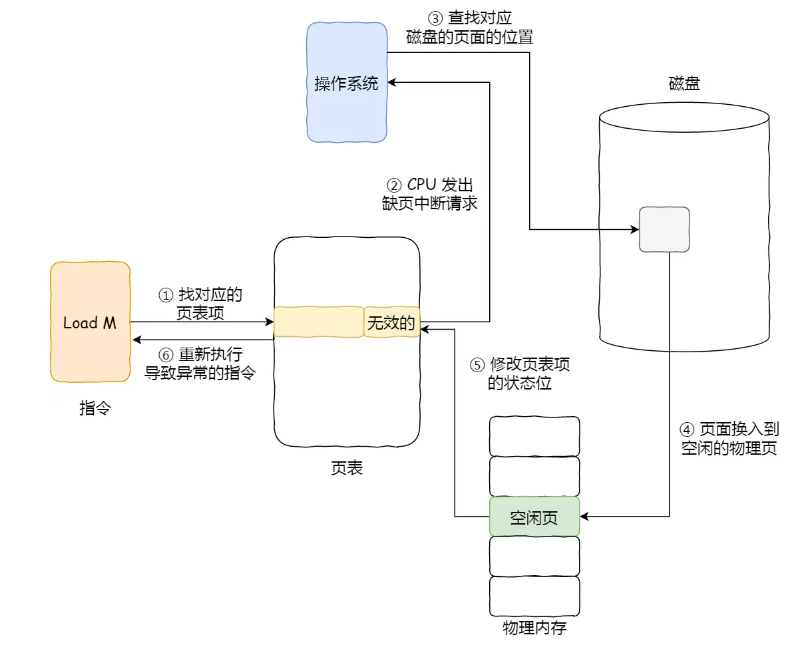 ③ 查找对应
磁盘的页面的位置
操作系统
磁盘
② CPU 发出
缺页中断请求
① 找对应的
页表项
Load M
无效的
⑥ 重新执行
导致异常的指令
⑤ 修改页表项
的状态位
指令
页表
④ 页面换入到
空闲的物理页
空闲页
物理内存